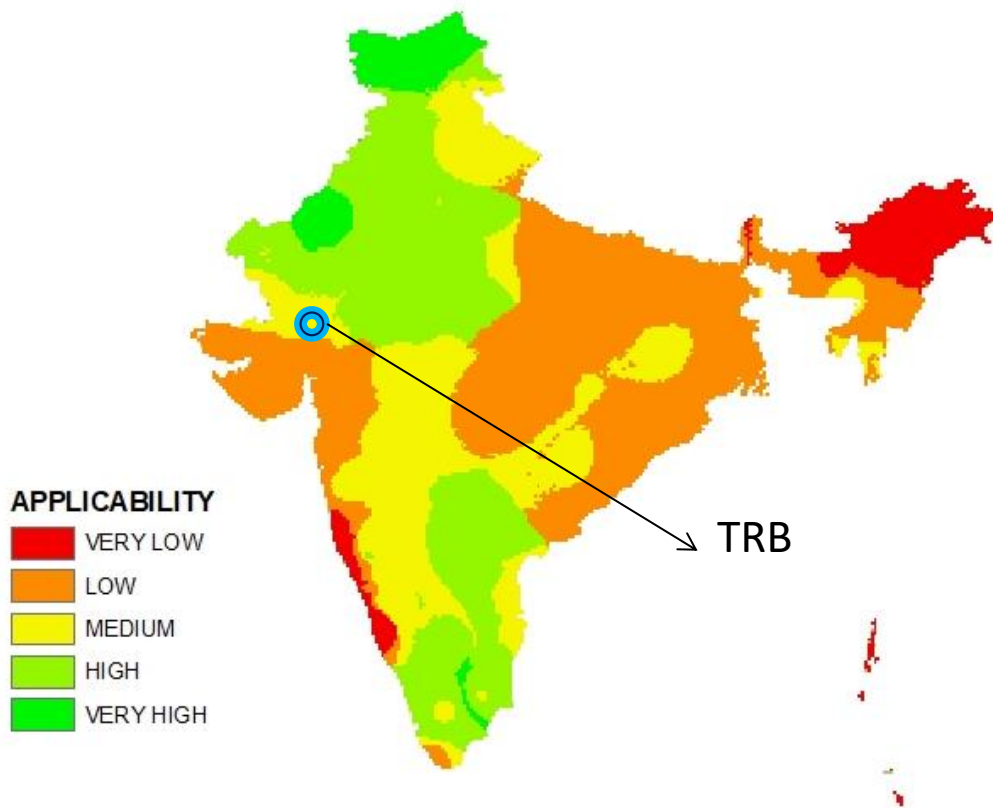 TRB
APPLICABILITY
VERY LOW
LOW
MEDIUM
HIGH
VERY HIGH